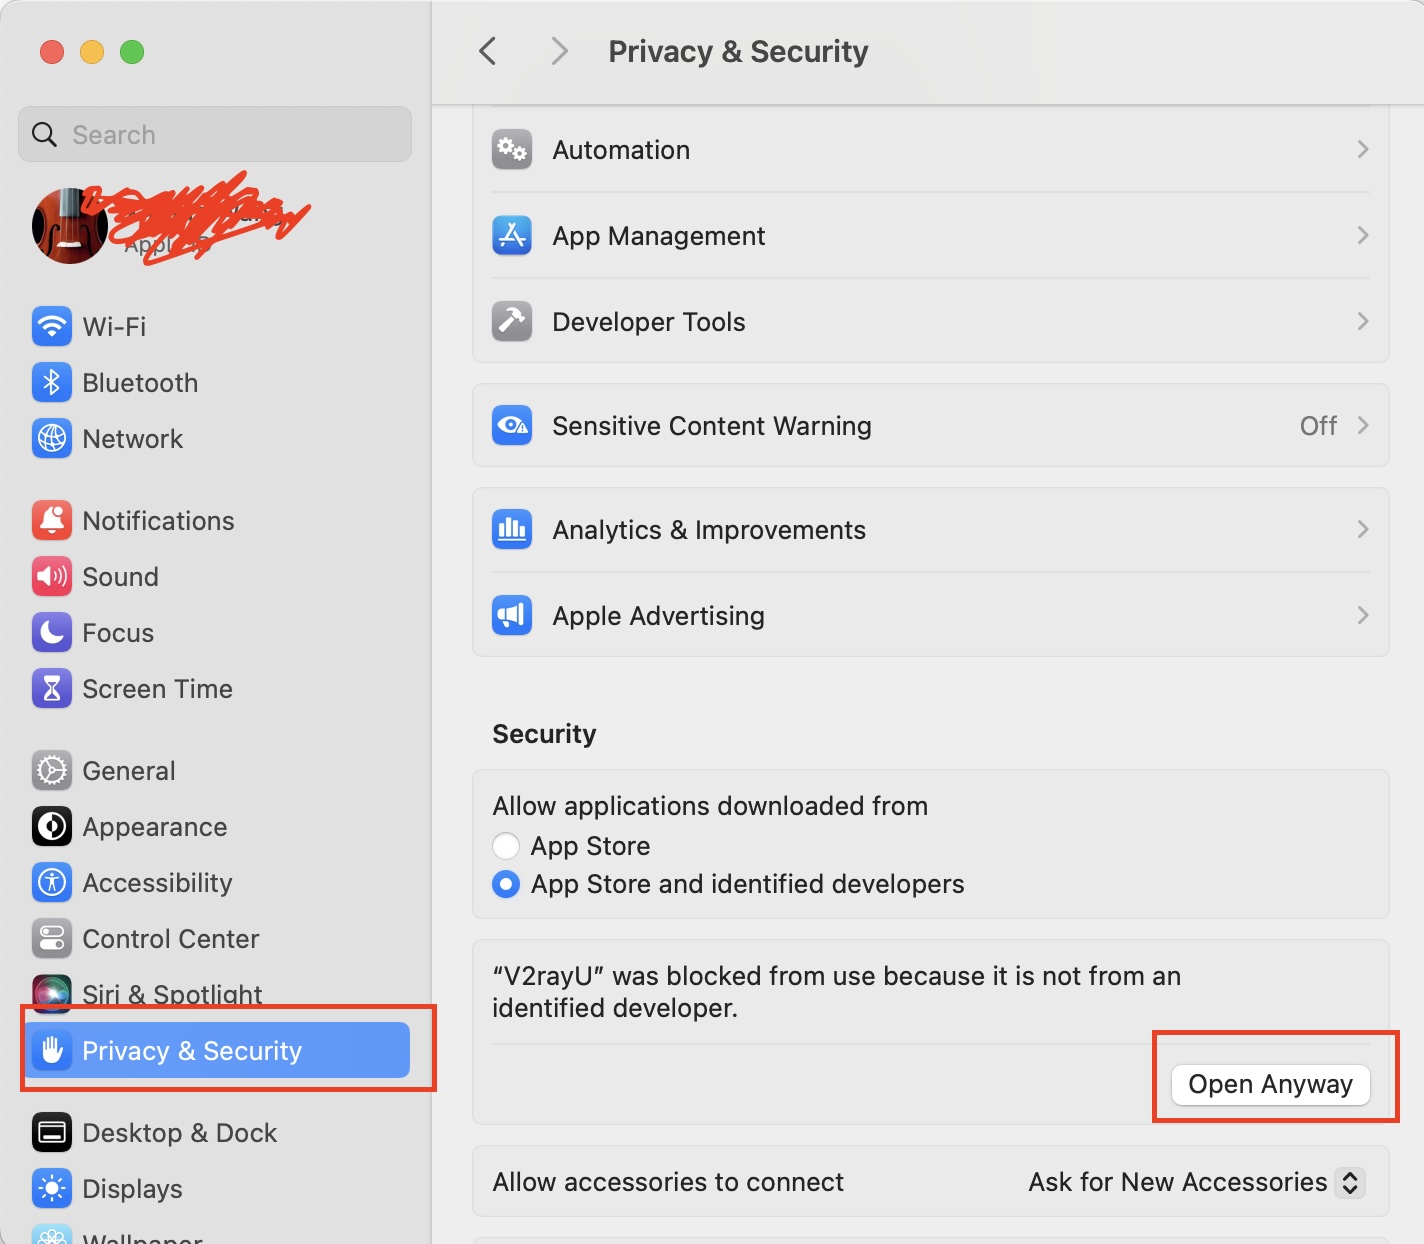 Privacy & Security
Search
Wi-Fi
Bluetooth
Network
Notifications
Sound
Focus
Screen Time
General
Appearance
Accessibility
Control Center
Siri & Spotlight
Privacy & Security
Desktop & Dock
Displays
Wallpaper
Automation
App Management
Developer Tools
Sensitive Content Warning Off
Analytics & Improvements
Apple Advertising
Security
Allow applications downloaded from
App Store
App Store and identified developers
“V2rayU” was blocked from use because it is not from an
identified developer.
Open Anyway
Allow accessories to connect Ask for New Accessories